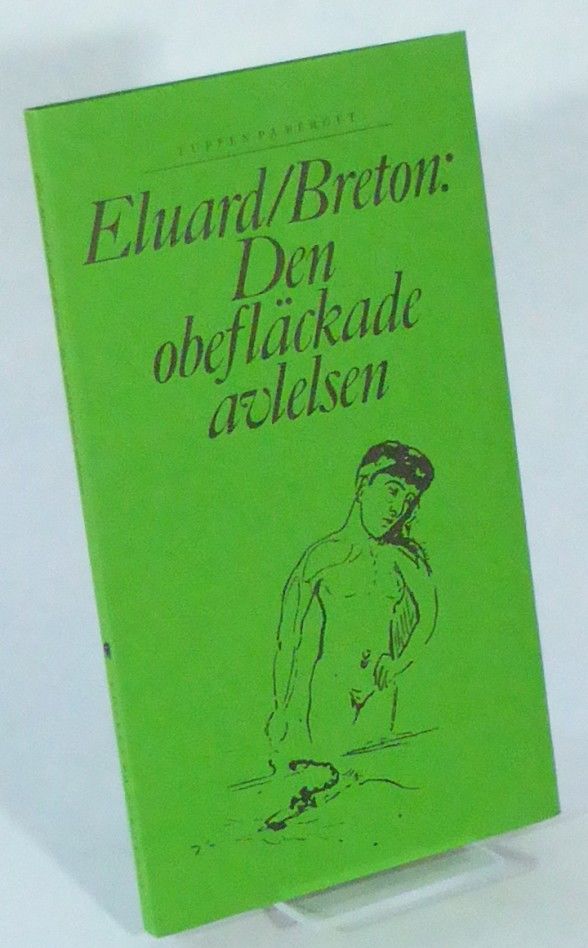 TUPPEN PÅ BERGET
Eluard/Breton:
Den
obefläckade
avlelsen